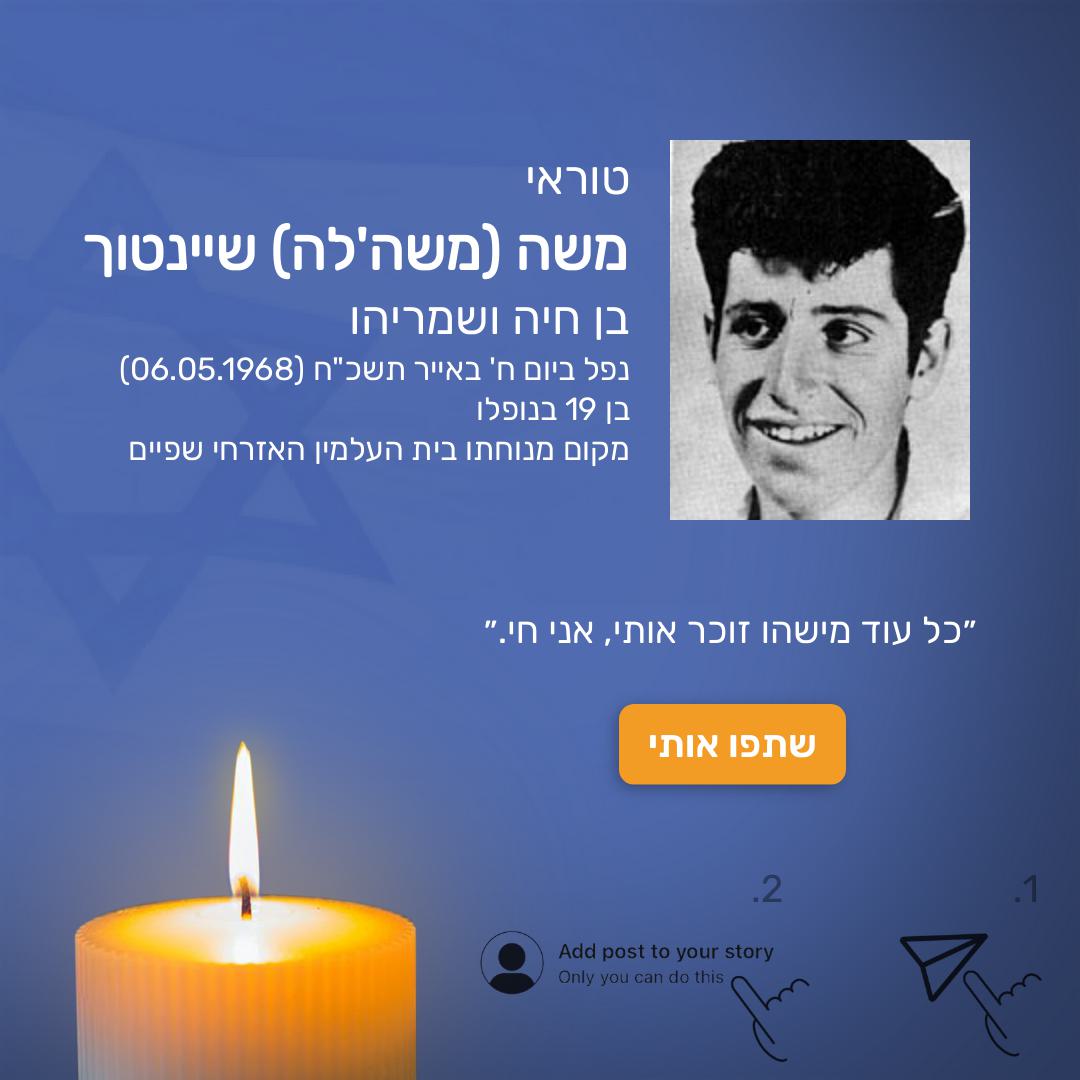 טוראי
משה (משה'לה) שיינטוך
בן חיה ושמריהו
נפל ביום ח' באייר תשכ"ח (06.05.1968)
בן 19 בנופלו
מקום מנוחתו בית העלמין האזרחי שפיים
״כל עוד מישהו זוכר אותי, אני חי.״
שתפו אותי
1.
2.
Add post to your story
Only you can do this